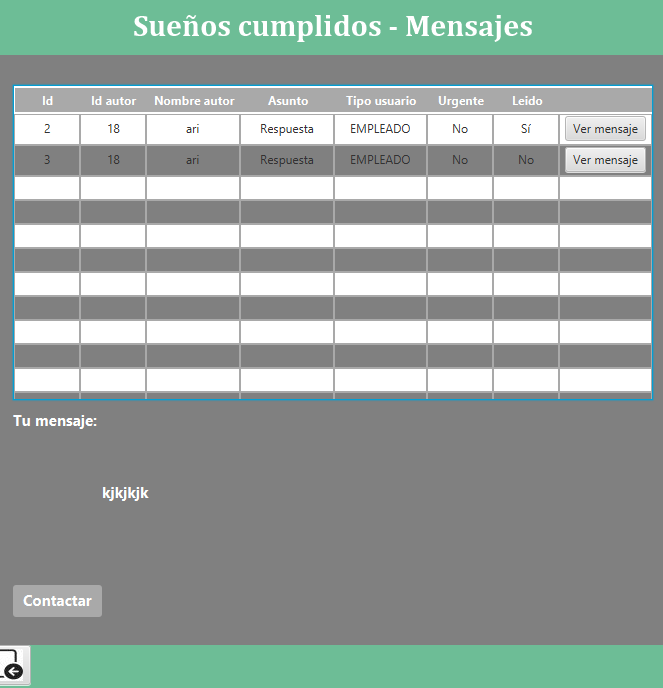 Sueños cumplidos - Mensajes
Id Id autor Nombre autor Asunto Tipo usuario Urgente Leido
2 18 ari Respuesta EMPLEADO No Sí Ver mensaje
3 18 ari Respuesta EMPLEADO No No Ver mensaje
Tu mensaje:
kjkjkjk
Contactar